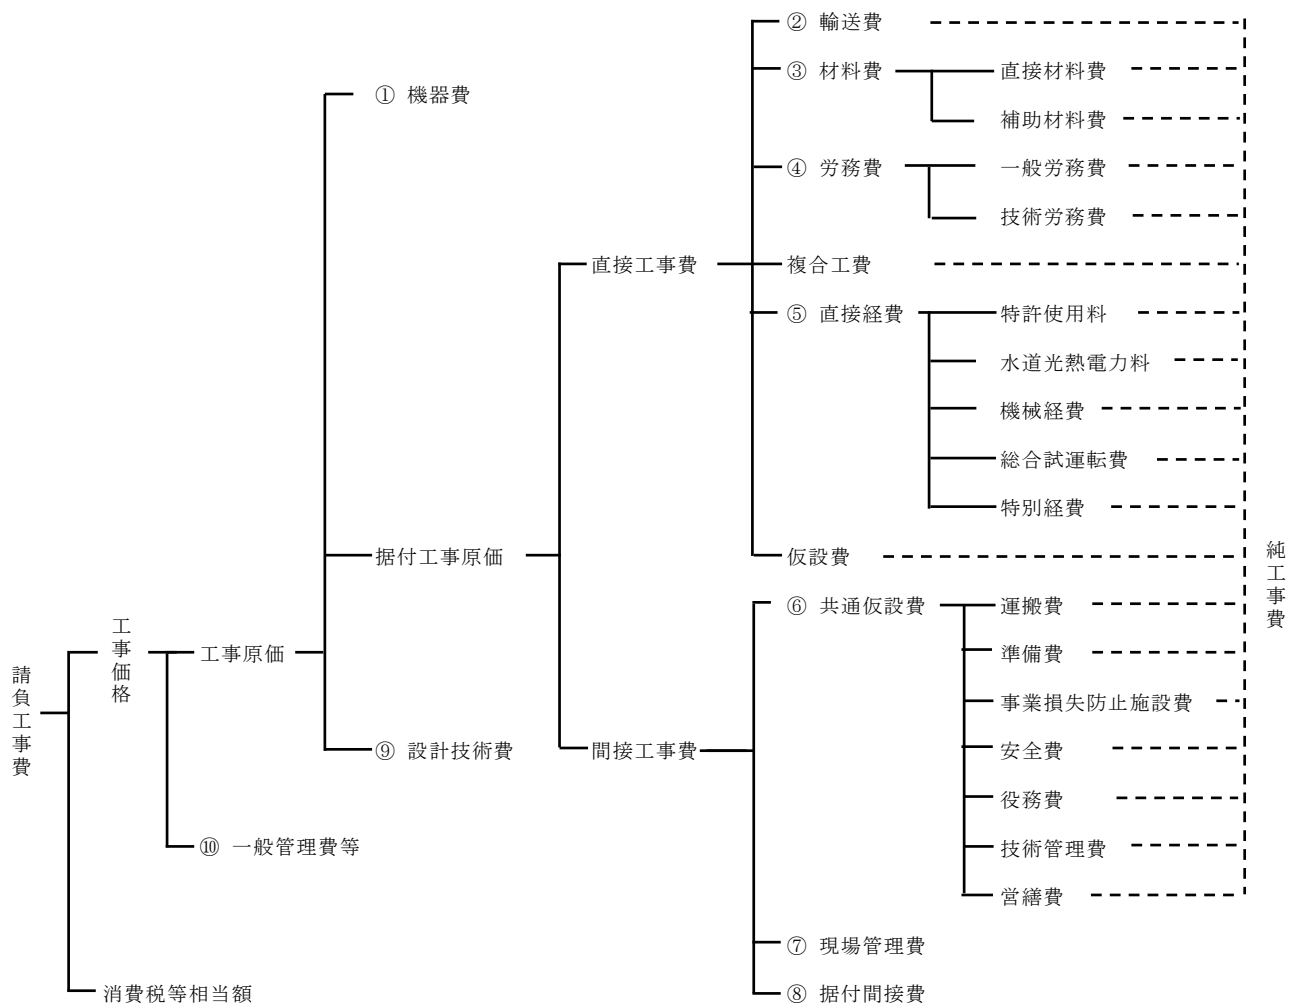 ② 輸送費
③ 材料費
直接材料費
① 機器費
補助材料費
④ 労務費
一般労務費
技術労務費
直接工事費
複合工費
⑤ 直接経費
特許使用料
水道光熱電力料
機械経費
総合試運転費
特別経費
据付工事原価
仮設費
純工事費
⑥ 共通仮設費
運搬費
工事価格
工事原価
準備費
請負工事費
事業損失防止施設費
⑨ 設計技術費
間接工事費
安全費
役務費
⑩ 一般管理費等
技術管理費
営繕費
⑦ 現場管理費
消費税等相当額
⑧ 据付間接費